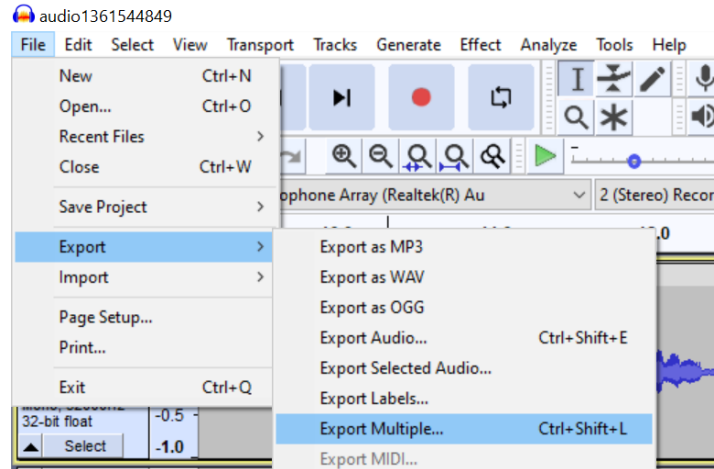 audio1361544849
File Edit Select View Transport Tracks Generate Effect Analyze Tools Help
New Ctrl+N
Open... Ctrl+O
Recent Files
Close Ctrl+W
Save Project
Export
Import
Page Setup...
Print...
Exit Ctrl+Q
ophone Array (Realtek(R) Au
2 (Stereo) Recor
.0
Export as MP3
Export as WAV
Export as OGG
Export Audio... Ctrl+Shift+E
Export Selected Audio...
Export Labels...
Export Multiple... Ctrl+Shift+L
Export MIDI...
32-bit float
Select
-0.5
-1.0